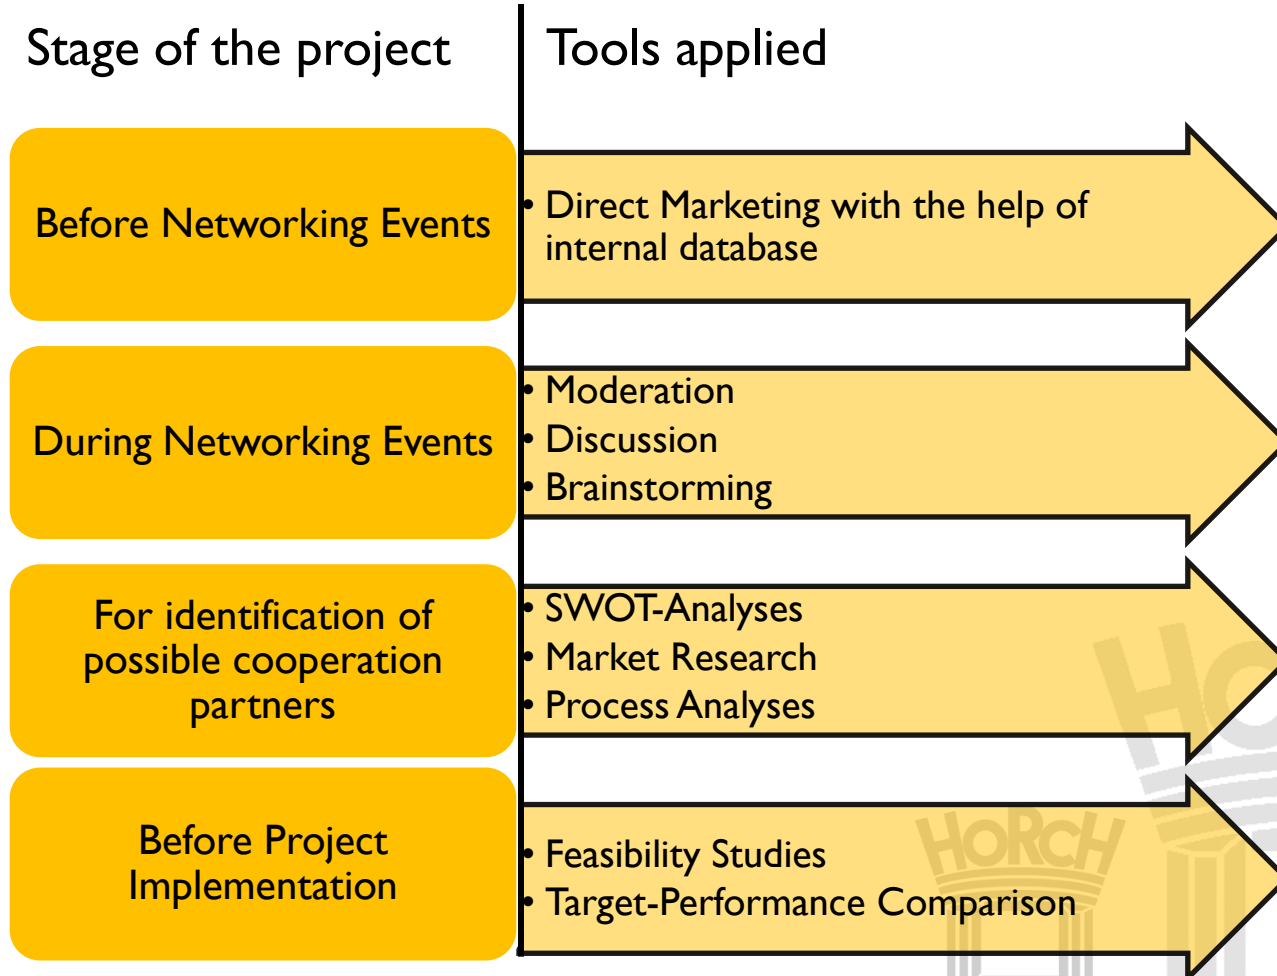 Stage of the project
Tools applied
Before Networking Events
• Direct Marketing with the help of
internal database
During Networking Events
• Moderation
• Discussion
• Brainstorming
For identification of
possible cooperation
partners
• SWOT-Analyses
• Market Research
• Process Analyses
Before Project
Implementation
• Feasibility Studies
• Target-Performance Comparison
HORCH
HO